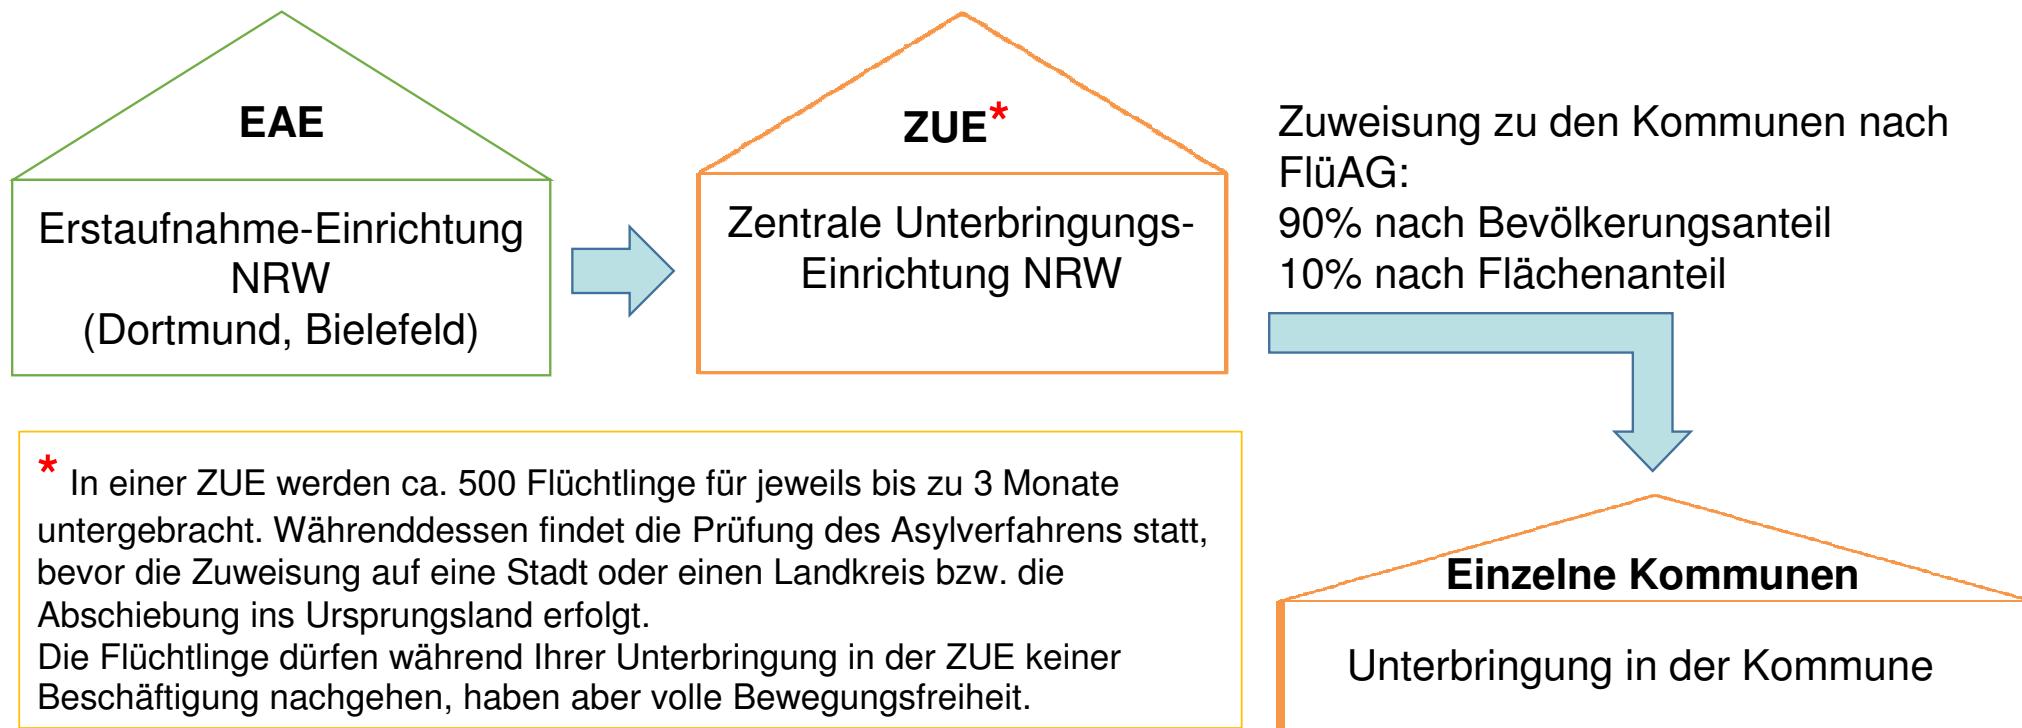 EAE
Erstaufnahme-Einrichtung
NRW
(Dortmund, Bielefeld)
ZUE*
Zentrale Unterbringungs-
Einrichtung NRW
Zuweisung zu den Kommunen nach
FlüAG:
90% nach Bevölkerungsanteil
10% nach Flächenanteil
* In einer ZUE werden ca. 500 Flüchtlinge für jeweils bis zu 3 Monate
untergebracht. Währenddessen findet die Prüfung des Asylverfahrens statt,
bevor die Zuweisung auf eine Stadt oder einen Landkreis bzw. die
Abschiebung ins Ursprungsland erfolgt.
Die Flüchtlinge dürfen während Ihrer Unterbringung in der ZUE keiner
Beschäftigung nachgehen, haben aber volle Bewegungsfreiheit.
Einzelne Kommunen
Unterbringung in der Kommune